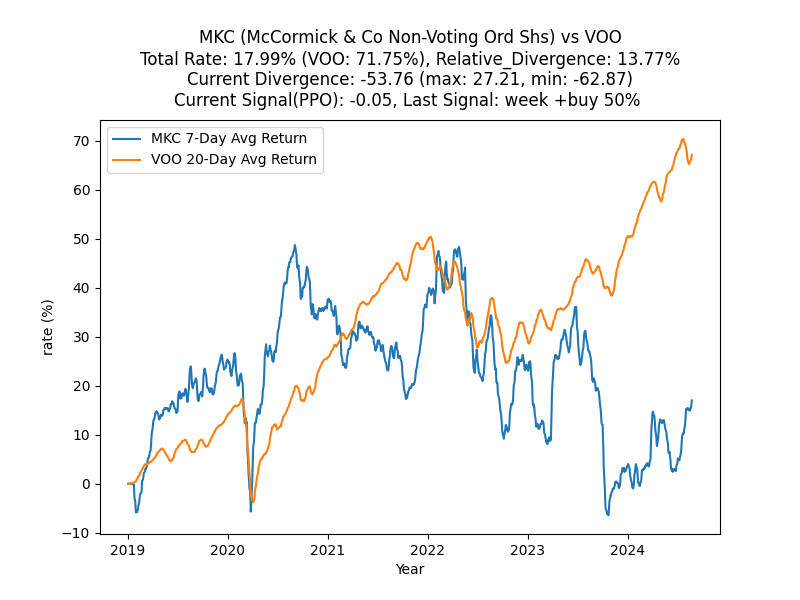 MKC (McCormick & Co Non-Voting Ord Shs) vs VOO
Total Rate: 17.99% (VOO: 71.75%), Relative_Divergence: 13.77%
Current Divergence: -53.76 (max: 27.21, min: -62.87)
Current Signal(PPO): -0.05, Last Signal: week +buy 50%
MKC 7-Day Avg Return
VOO 20-Day Avg Return
rate (%)
70
60
50
40
30
20
10
0
−10
2019 2020 2021 2022 2023 2024
Year